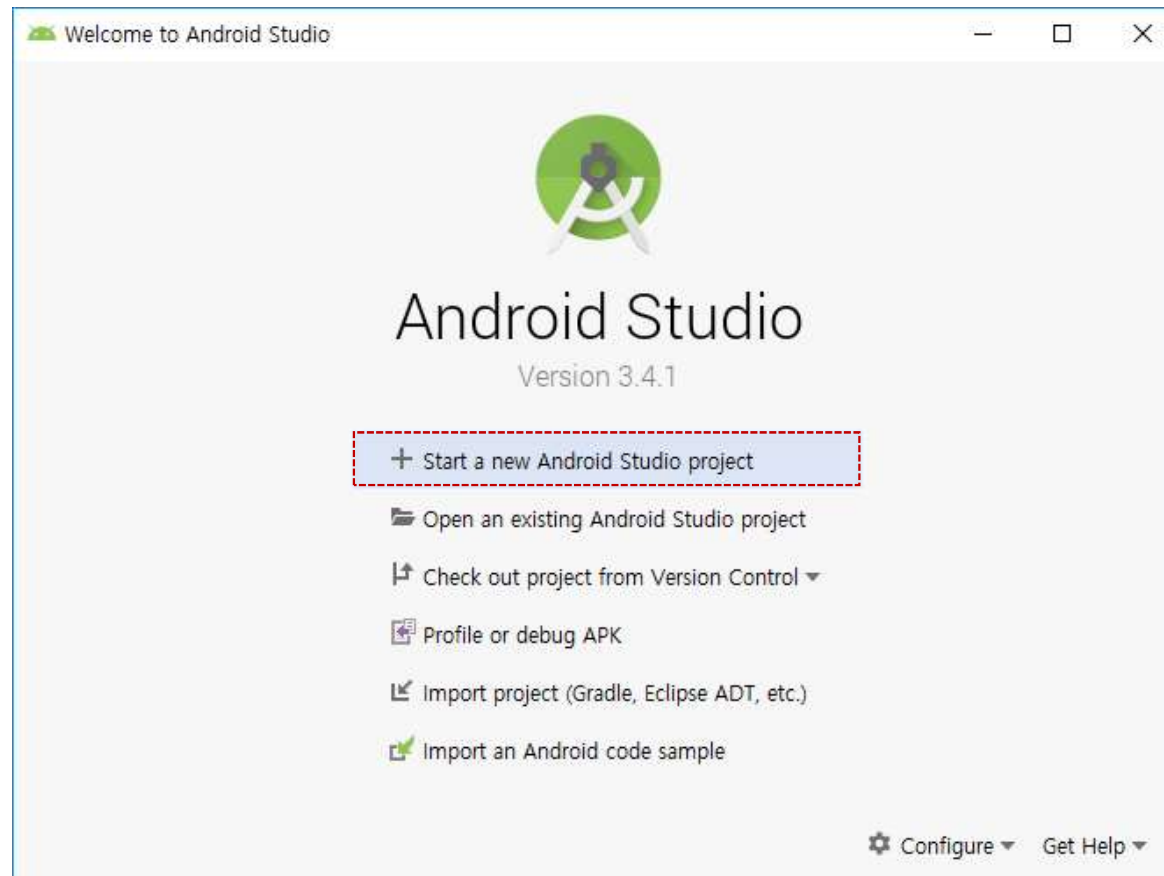 Welcome to Android Studio
Android Studio
Version 3.4.1
Start a new Android Studio project
Open an existing Android Studio project
Check out project from Version Control
Profile or debug APK
Import project (Gradle, Eclipse ADT, etc.)
Import an Android code sample
Configure Get Help